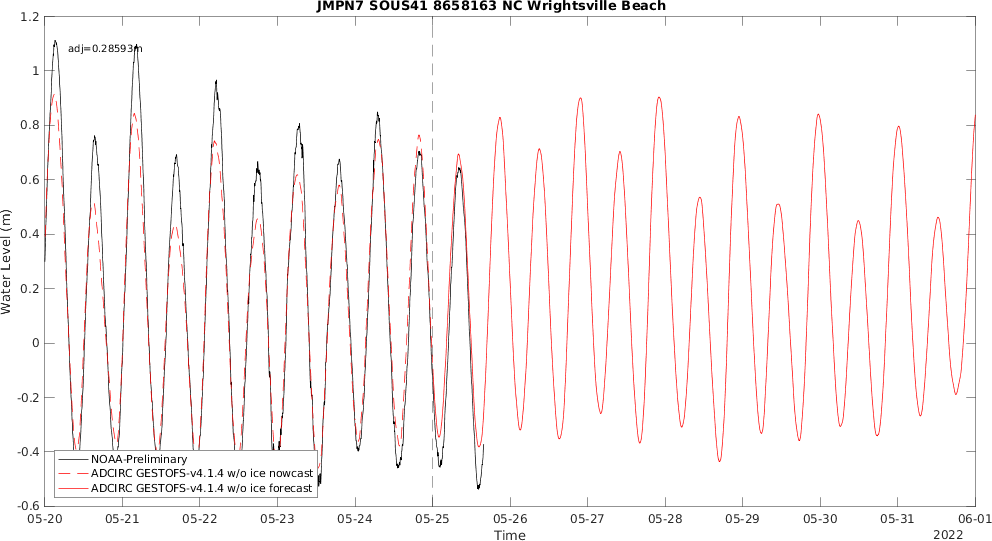 JMPN7 SOUS41 8658163 NC Wrightsville Beach
adj=0.28593m
Water Level (m)
1.2
1
0.8
0.6
0.4
0.2
0
-0.2
-0.4
-0.6
NOAA-Preliminary
ADCIRC GESTOFS-v4.1.4 w/o ice nowcast
ADCIRC GESTOFS-v4.1.4 w/o ice forecast
05-20 05-21 05-22 05-23 05-24 05-25 05-26 05-27 05-28 05-29 05-30 05-31 06-01
Time
2022